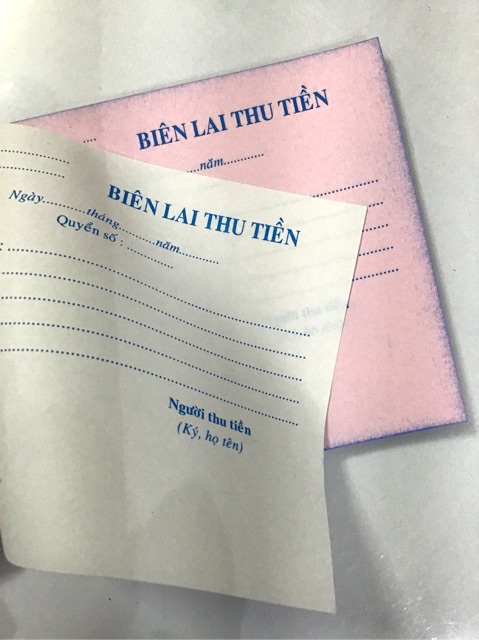 BIÊN LAI THU TIỀN
năm
BIÊN LAI THU TIỀN
Ngày..........tháng..........năm...........
Quyển số : .............
Người thu tiền
(Ký, họ tên)